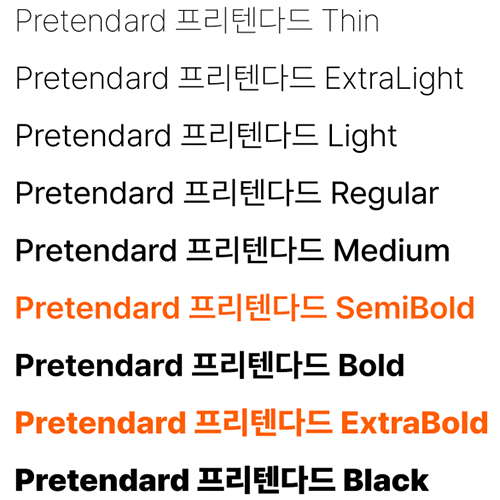 Pretendard 프리텐다드 Thin
Pretendard 프리텐다드 ExtraLight
Pretendard 프리텐다드 Light
Pretendard 프리텐다드 Regular
Pretendard 프리텐다드 Medium
Pretendard 프리텐다드 SemiBold
Pretendard 프리텐다드 Bold
Pretendard 프리텐다드 ExtraBold
Pretendard 프리텐다드 Black